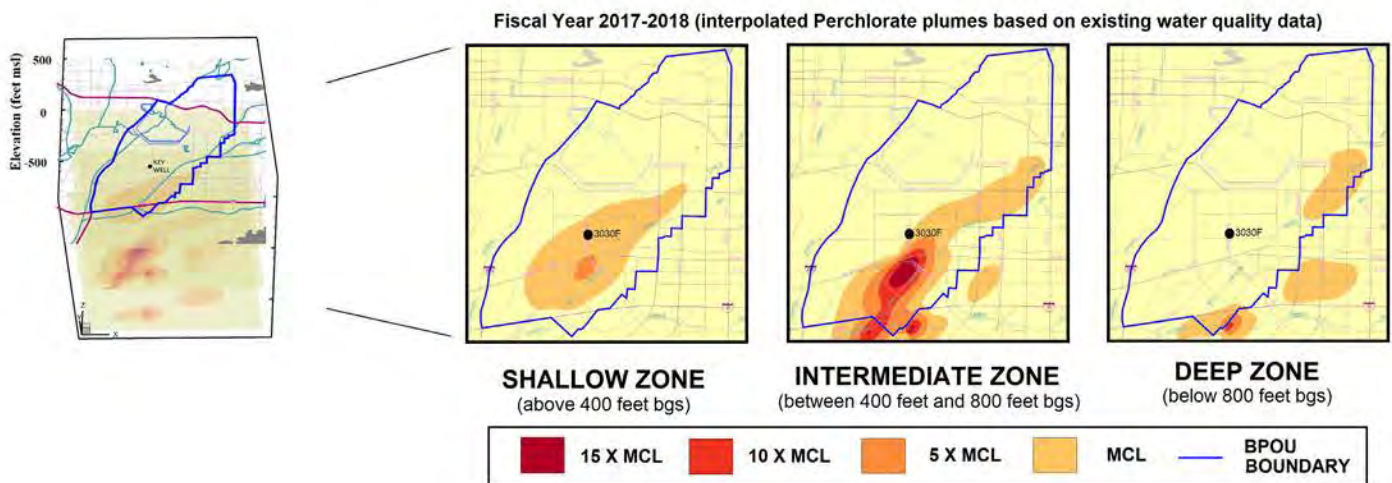 Fiscal Year 2017-2018 (interpolated Perchlorate plumes based on existing water quality data)
Elevation (feet msl)
500
0
-500
KEY
WELL
Z
X
3030F
3030F
3030F
SHALLOW ZONE
(above 400 feet bgs)
INTERMEDIATE ZONE
(between 400 feet and 800 feet bgs)
DEEP ZONE
(below 800 feet bgs)
15 X MCL
10 X MCL
5 X MCL
MCL
BPOU
BOUNDARY